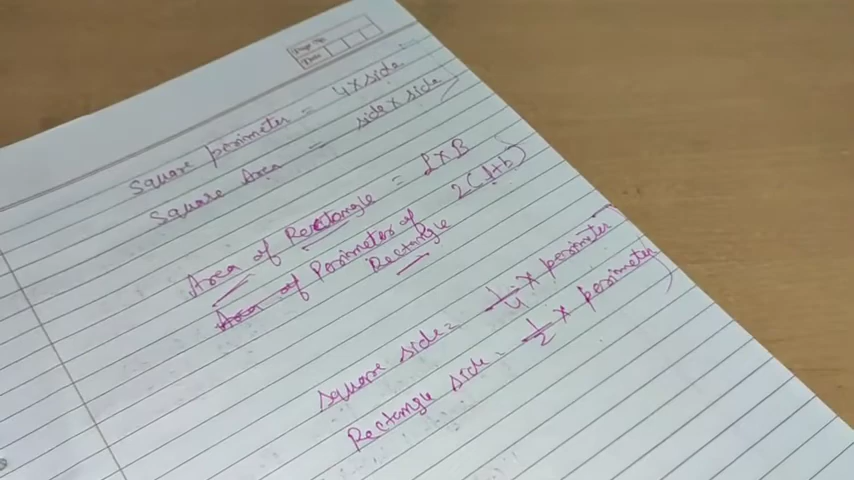 Page No.
Date
Square perimeter = 4 x side
Square Area = side x side
Area of Rectangle = L x B
Area of Perimeter of Rectangle 2(l+b)
Square side = 1/4 x perimeter
Rectangle side = 1/2 x perimeter